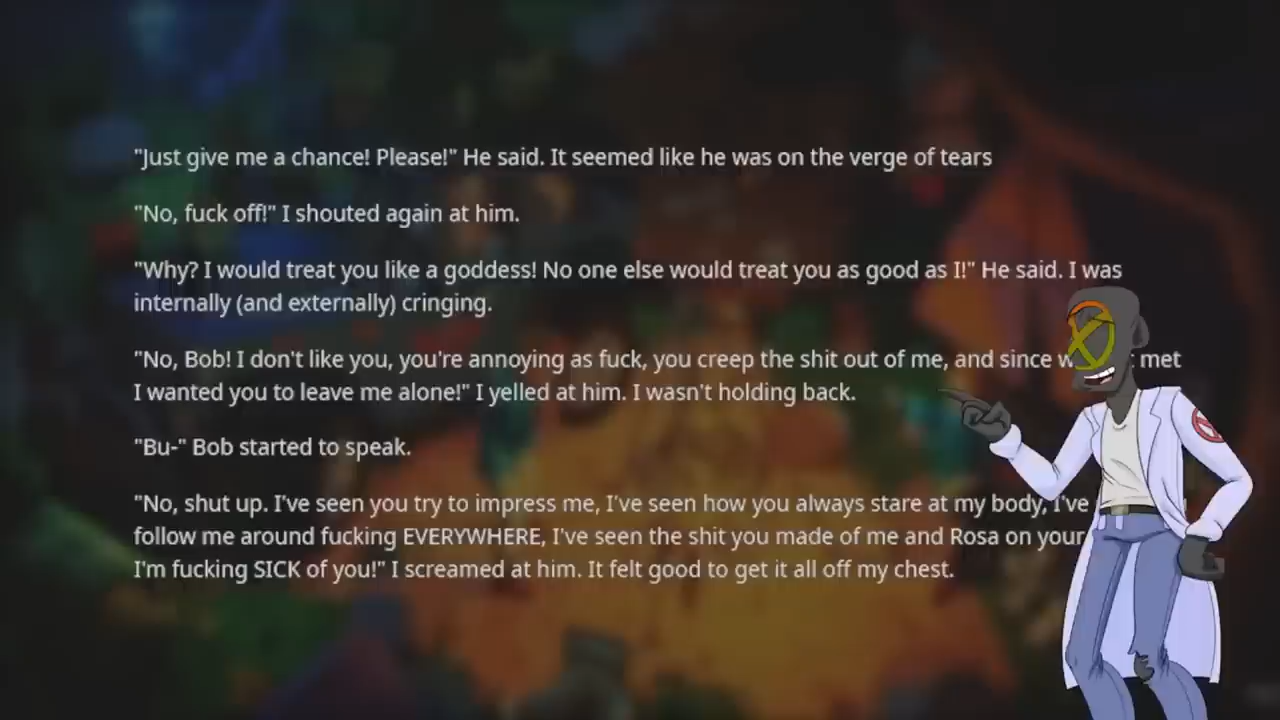 "Just give me a chance! Please!" He said. It seemed like he was on the verge of tears
"No, fuck off!" I shouted again at him.
"Why? I would treat you like a goddess! No one else would treat you as good as I!" He said. I was
internally (and externally) cringing.
"No, Bob! I don't like you, you're annoying as fuck, you creep the shit out of me, and since met
I wanted you to leave me alone!" I yelled at him. I wasn't holding back.
"Bu-" Bob started to speak.
"No, shut up. I've seen you try to impress me, I've seen how you always stare at my body, I've
follow me around fucking EVERYWHERE, I've seen the shit you made of me and Rosa on your
I'm fucking SICK of you!" I screamed at him. It felt good to get it all off my chest.